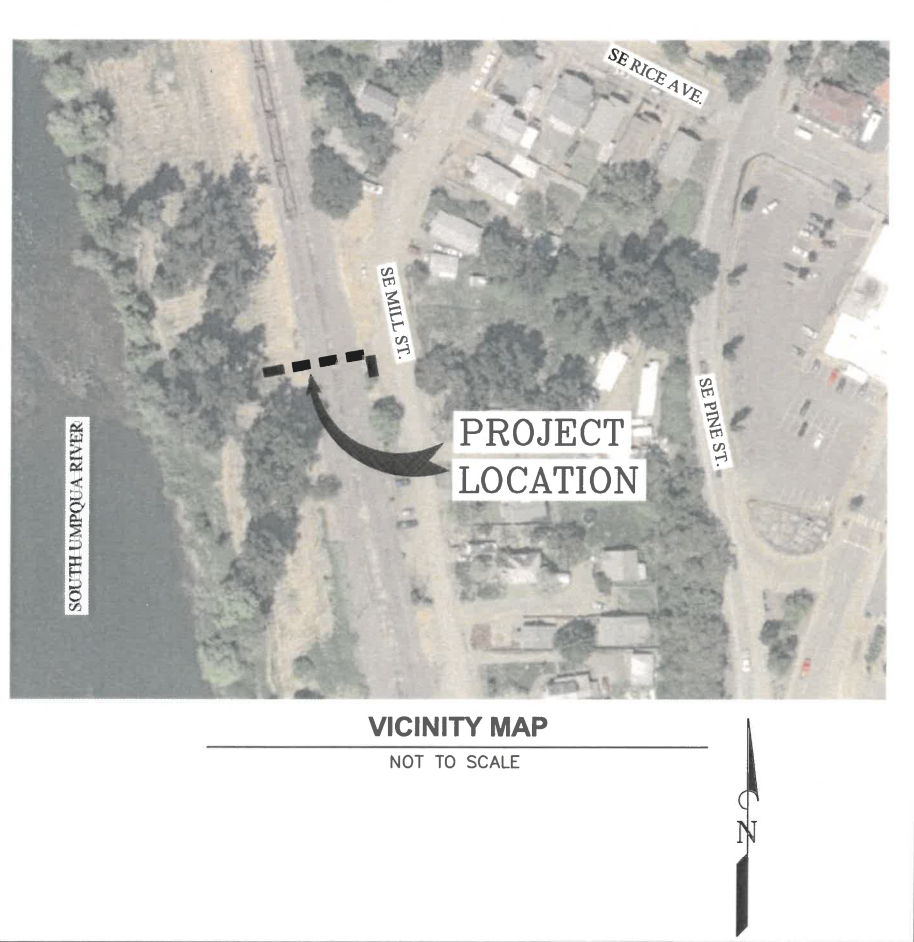 SE RICE AVE.
SE MILL ST.
SE PINE ST.
PROJECT
LOCATION
SOUTH UMPQUA RIVER
VICINITY MAP
NOT TO SCALE
N